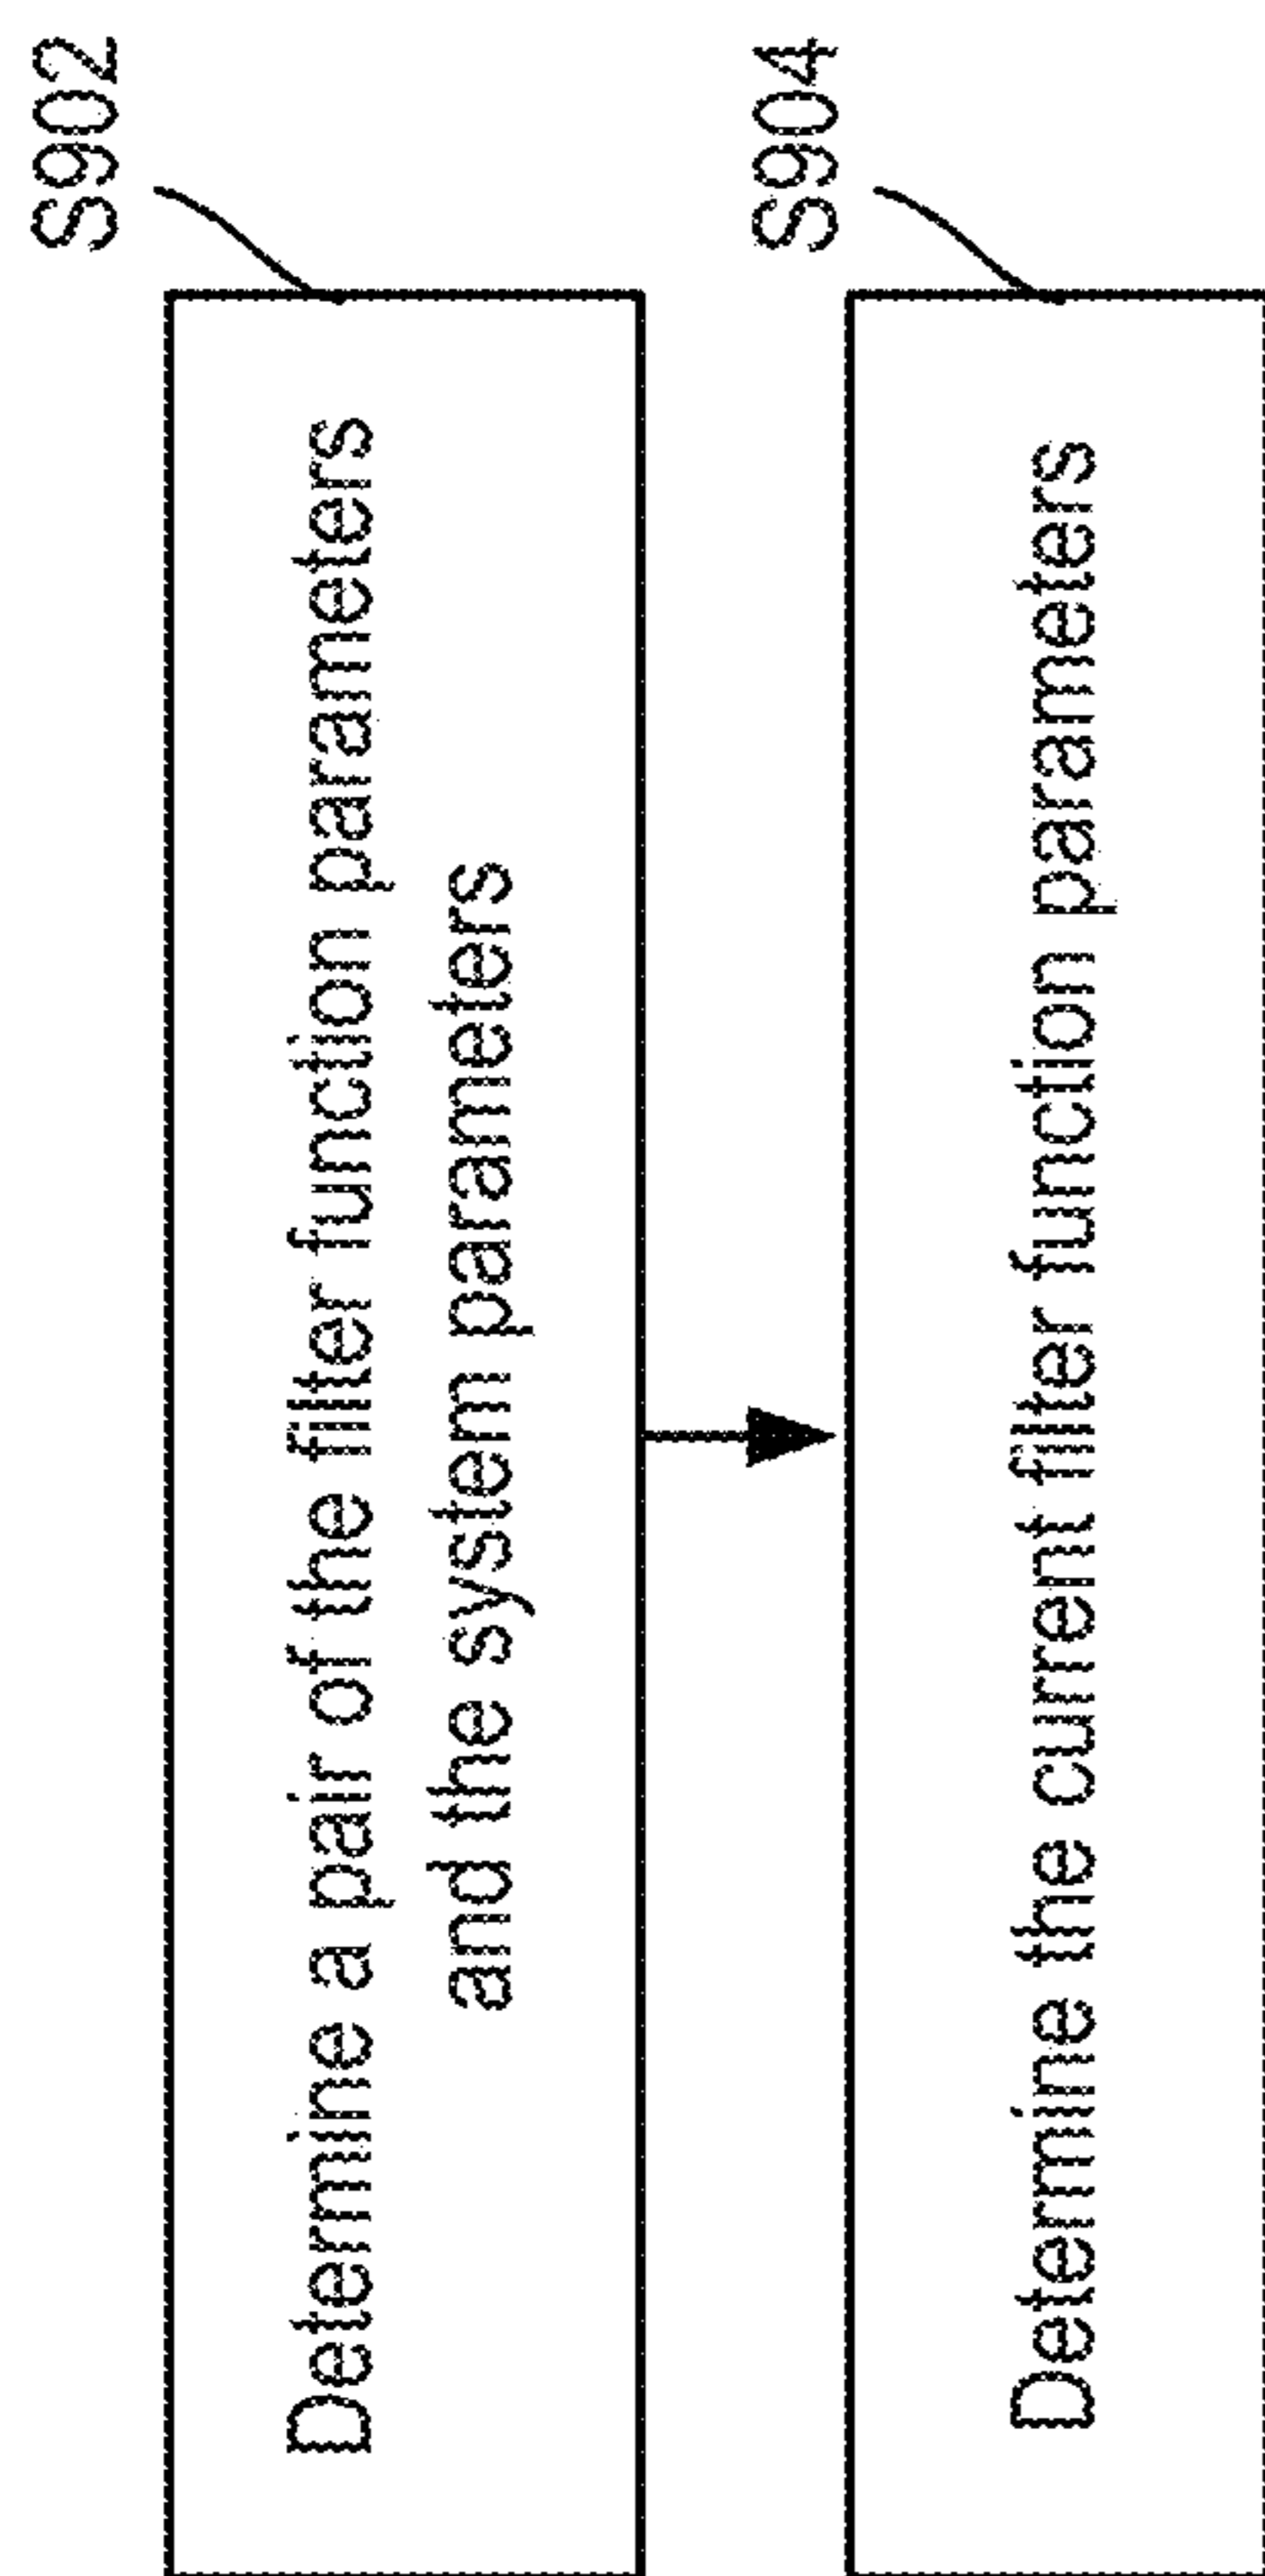 S902
Determine a pair of the filter function parameters
and the system parameters
S904
Determine the current filter function parameters